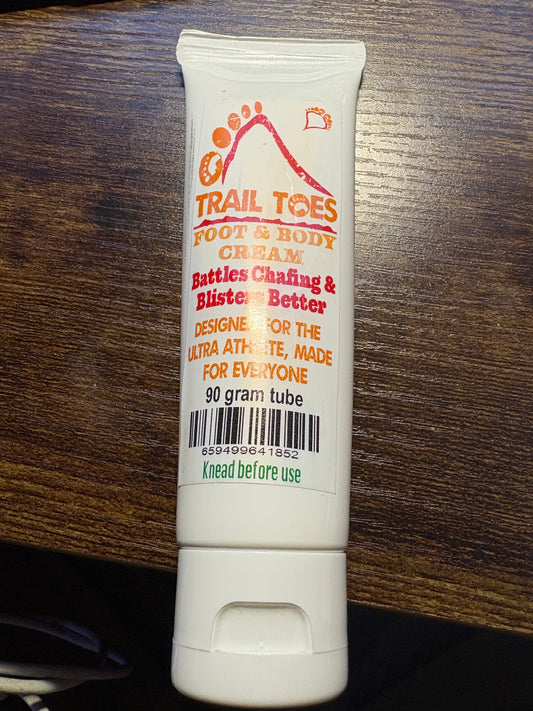 TRAIL TOES
FOOT & BODY
CREAM
Battles Chafing &
Blisters Better
DESIGNED FOR THE
ULTRA ATHLETE, MADE
FOR EVERYONE
90 gram tube
659499641852
Knead before use